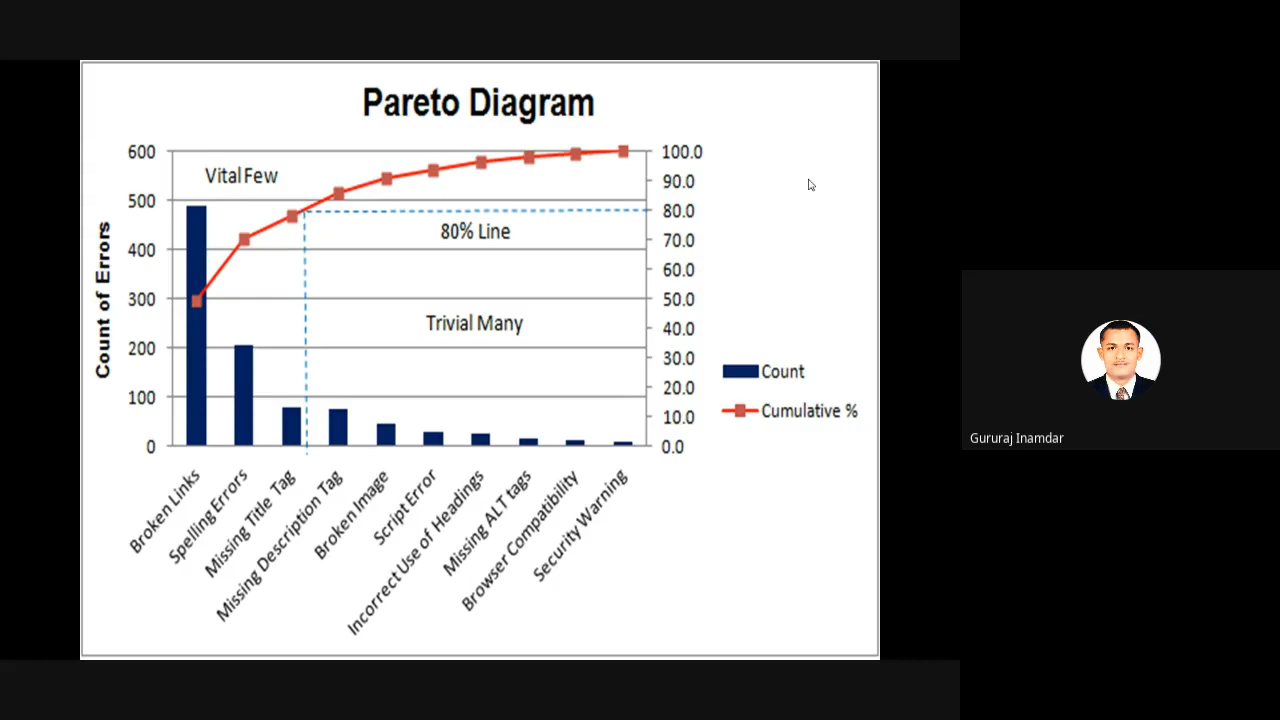 Pareto Diagram
Vital Few
80% Line
Trivial Many
Count of Errors
600
500
400
300
200
100
0
100.0
90.0
80.0
70.0
60.0
50.0
40.0
30.0
20.0
10.0
0.0
Count
Cumulative %
Broken Links
Spelling Errors
Missing Title Tag
Missing Description Tag
Broken Image
Script Error
Incorrect Use of Headings
Missing ALT tags
Browser Compatibility
Security Warning
Gururaj Inamdar